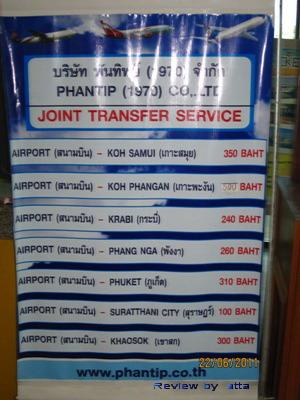 บริษัท พันทิพย์ (1970) จำกัด
PHANTIP (1970) CO,.LTD
JOINT TRANSFER SERVICE
AIRPORT (สนามบิน) – KOH SAMUI (เกาะสมุย) 350 BAHT
AIRPORT (สนามบิน) – KOH PHANGAN (เกาะพะงัน) 500 BAHT
AIRPORT (สนามบิน) – KRABI (กระบี่) 240 BAHT
AIRPORT (สนามบิน) – PHANG NGA (พังงา) 260 BAHT
AIRPORT (สนามบิน) – PHUKET (ภูเก็ต) 310 BAHT
AIRPORT (สนามบิน) – SURATTHANI CITY (สุราษฎร์) 100 BAHT
AIRPORT (สนามบิน) – KHAOSOK (เขาสก) 300 BAHT
22/06/2011
www.phantip.co.th
Review by atta